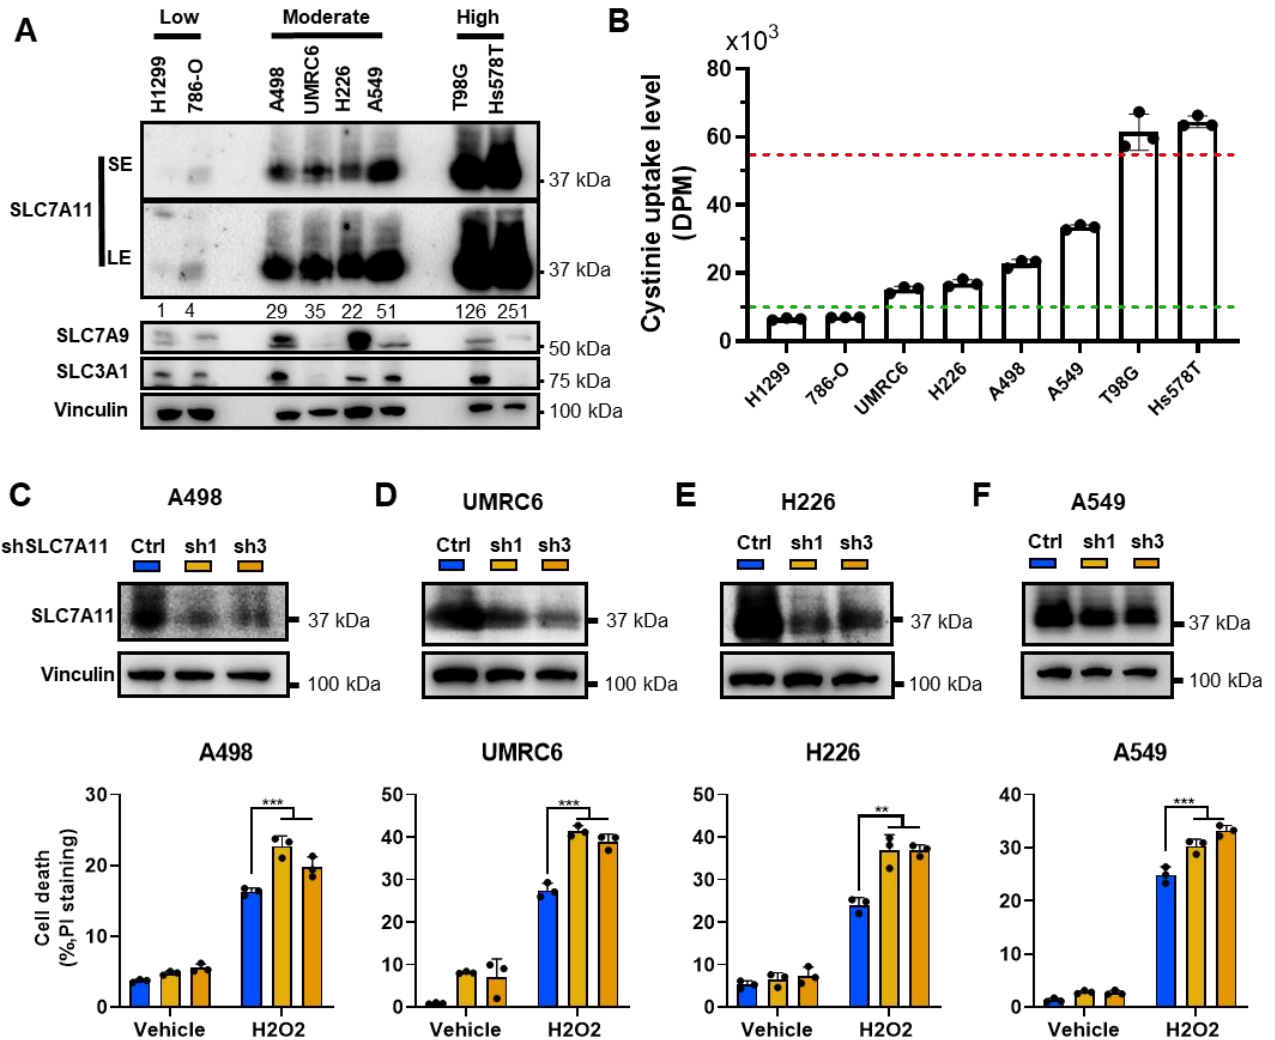 A
Low
Moderate
High
H1299
786-O
A498
UMRC6
H226
A549
T98G
Hs578T
SLC7A11
SE
37 kDa
LE
37 kDa
1 4 29 35 22 51 126 251
SLC7A9
50 kDa
SLC3A1
75 kDa
Vinculin
100 kDa
B
x10³
Cystinie uptake level
(DPM)
80
60
40
20
0
H1299
786-O
UMRC6
H226
A498
A549
T98G
Hs578T
C
A498
shSLC7A11
Ctrl sh1 sh3
SLC7A11
37 kDa
Vinculin
100 kDa
D
UMRC6
Ctrl sh1 sh3
37 kDa
100 kDa
E
H226
Ctrl sh1 sh3
37 kDa
100 kDa
F
A549
Ctrl sh1 sh3
37 kDa
100 kDa
A498
Cell death
(%,PI staining)
30
20
10
0
***
Vehicle
H2O2
UMRC6
50
40
30
20
10
0
***
Vehicle
H2O2
H226
50
40
30
20
10
0
**
Vehicle
H2O2
A549
40
30
20
10
0
***
Vehicle
H2O2